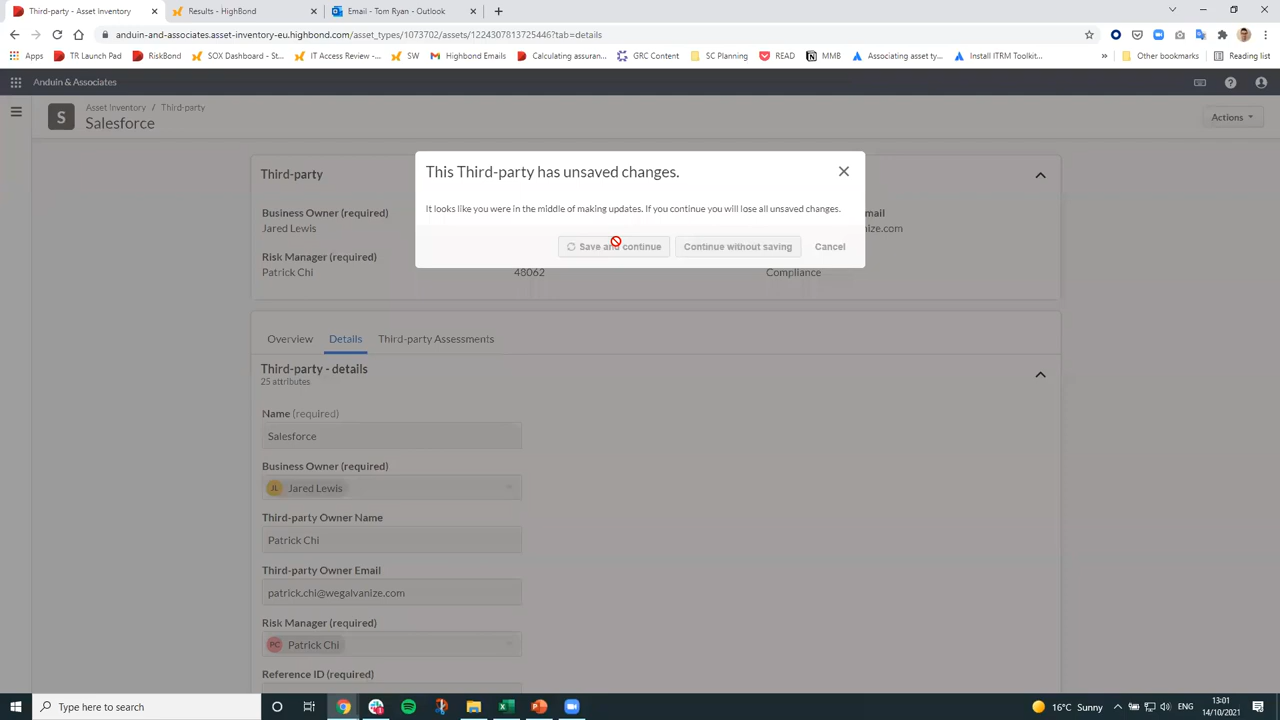 Third-party - Asset Inventory
Results - HighBond
Email - Tom Ryan - Outlook
anduin-and-associates.asset-inventory-eu.highbond.com/asset_types/1073702/assets/12243078137254​46?tab=details
Apps
TR Launch Pad
RiskBond
SOX Dashboard - St...
IT Access Review -...
SW
Highbond Emails
Calculating assuran...
GRC Content
SC Planning
READ
MMB
Associating asset ty...
Install ITRM Toolkit...
Other bookmarks
Reading list
Anduin & Associates
Asset Inventory / Third-party
S
Salesforce
Actions
This Third-party has unsaved changes.
It looks like you were in the middle of making updates. If you continue you will lose all unsaved changes.
Save and continue
Continue without saving
Cancel
Third-party
Business Owner (required)
Jared Lewis
Risk Manager (required)
Patrick Chi
48062
Compliance
Overview
Details
Third-party Assessments
Third-party - details
25 attributes
Name (required)
Salesforce
Business Owner (required)
JL Jared Lewis
Third-party Owner Name
Patrick Chi
Third-party Owner Email
patrick.chi@wegalvanize.com
Risk Manager (required)
PC Patrick Chi
Reference ID (required)
Type here to search
16°C Sunny
ENG
13:01
14/10/2021